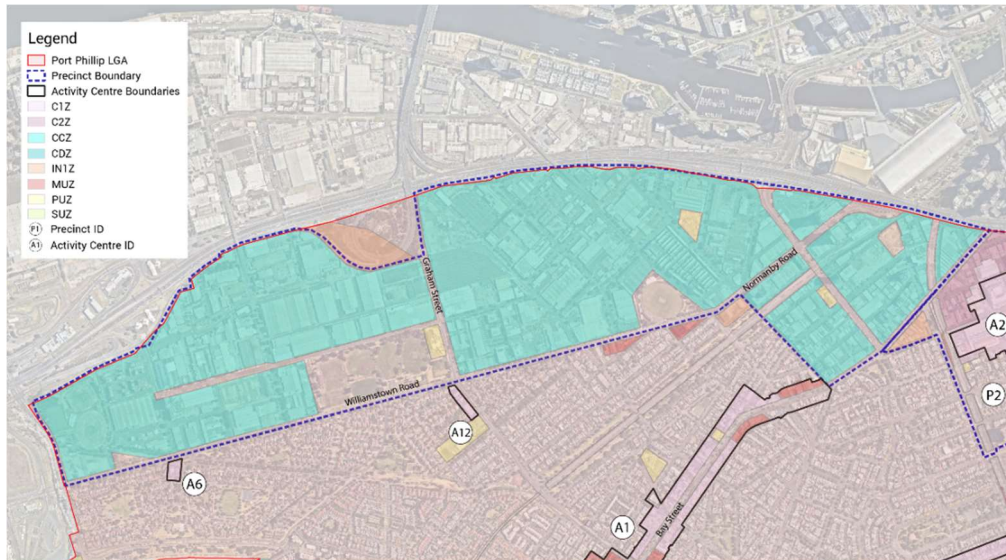 Legend
Port Phillip LGA
Precinct Boundary
Activity Centre Boundaries
C1Z
C2Z
CCZ
CDZ
IN1Z
MUZ
PUZ
SUZ
P1 Precinct ID
A1 Activity Centre ID
Graham Street
Normanby Road
Williamstown Road
Bay Street
A2
P2
A12
A6
A1